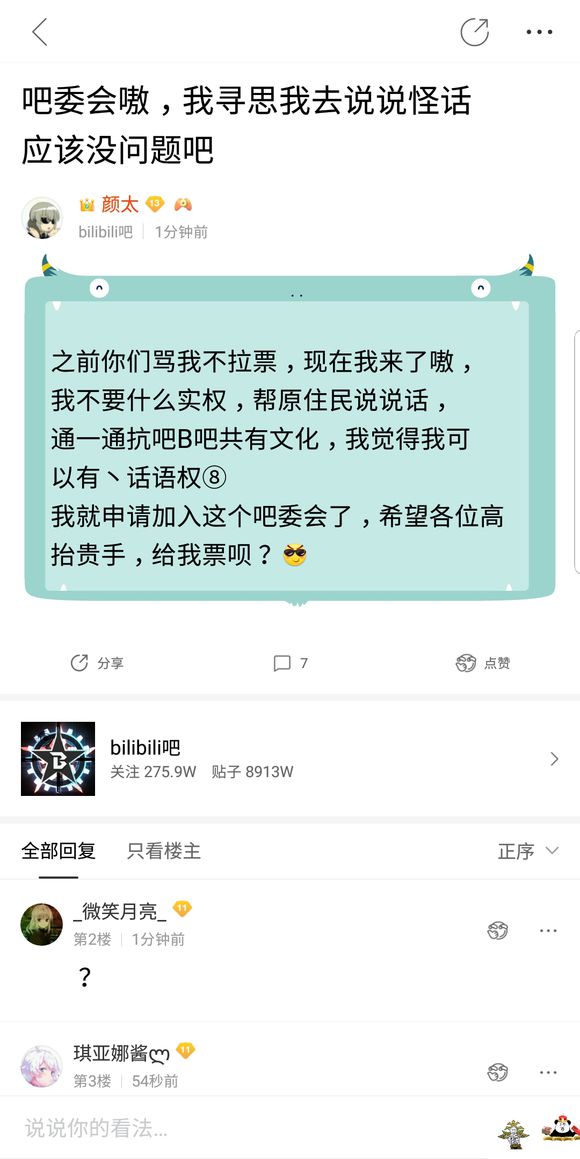 吧委会嗷，我寻思我去说说怪话
应该没问题吧
颜太 13
bilibili吧 1分钟前
之前你们骂我不拉票，现在我来了嗷，
我不要什么实权，帮原住民说说话，
通一通抗吧B吧共有文化，我觉得我可
以有丶话语权⑧
我就申请加入这个吧委会了，希望各位高
抬贵手，给我票呗？
分享 7 点赞
B
bilibili吧
关注 275.9W 贴子 8913W
全部回复 只看楼主 正序
_微笑月亮_ 11
第2楼 1分钟前
？
琪亚娜酱ლ 11
第3楼 54秒前
说说你的看法...